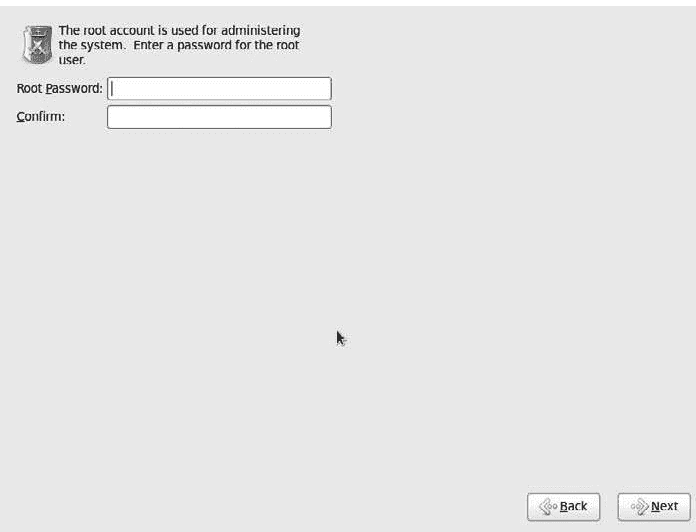 The root account is used for administering
the system. Enter a password for the root
user.
Root Password:
Confirm:
Back
Next